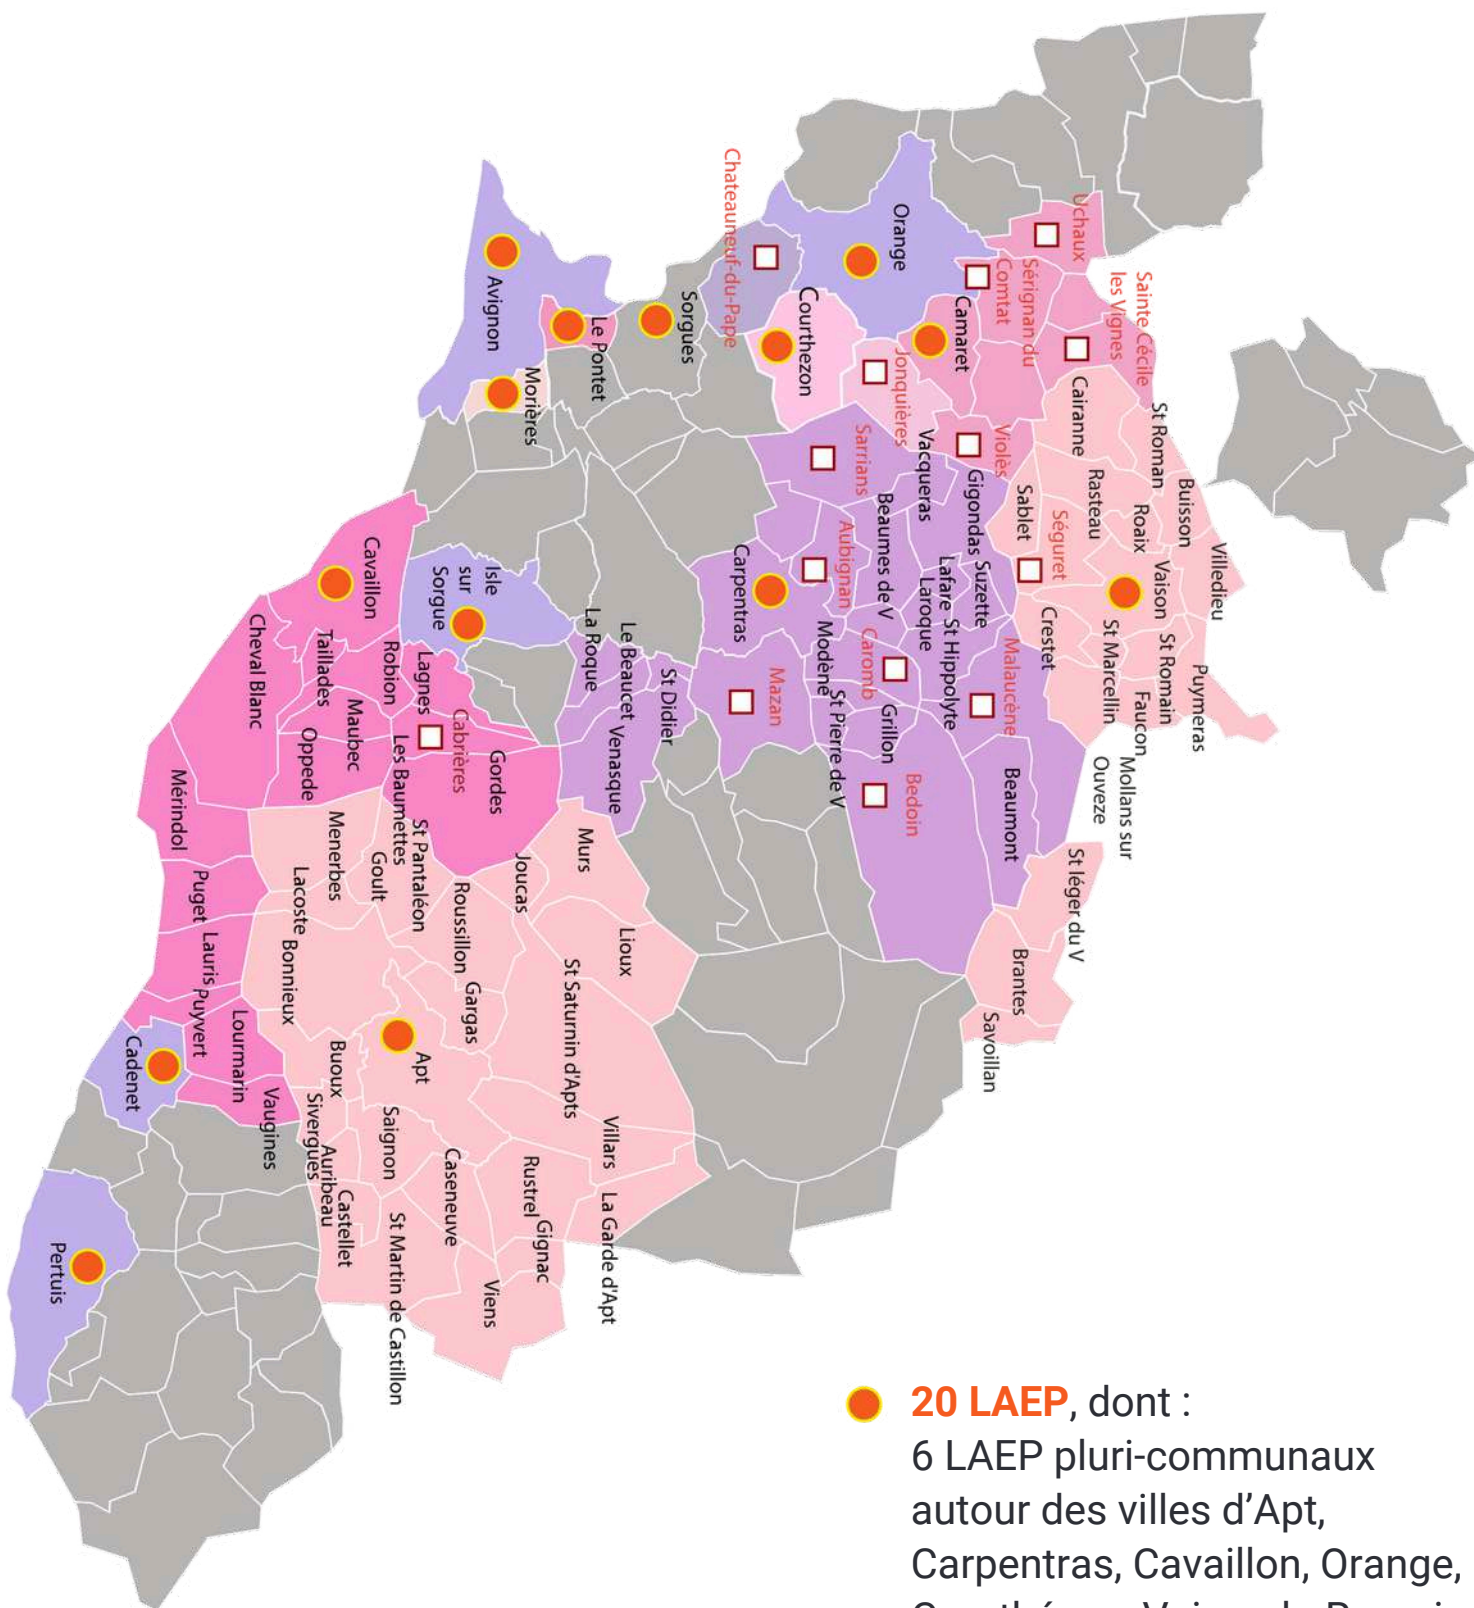 Uchaux
Sainte Cécile
les Vignes
Sérignan du
Comtat
Orange
Camaret
Chateauneuf-du-Pape
Courthezon
Jonquières
Violès
Cairanne
St Roman
Buisson
Villedieu
Rasteau
Roaix
Vaison
Sablet
Séguret
Puymeras
St Romain
Faucon
St Marcellin
Crestet
Mollans sur
Ouveze
Sorgues
Le Pontet
Avignon
Morières
Sarrians
Vacqueras
Gigondas
Suzette
Lafare
Beaumes de V
Laroque
St Hippolyte
Malaucène
Aubignan
Carpentras
Caromb
Modène
St Pierre de V
Grillon
Mazan
Bedoin
Beaumont
St léger du V
Brantes
Savoillan
Cavaillon
Isle
sur
Sorgue
La Roque
Le Beaucet
St Didier
Venasque
Cheval Blanc
Taillades
Robion
Lagnes
Cabrières
Maubec
Oppede
Les Baumettes
Gordes
Mérindol
Menerbes
St Pantaléon
Goult
Lacoste
Joucas
Murs
Roussillon
Lioux
Puget
Lauris
Bonnieux
Gargas
St Saturnin d'Apts
Puyvert
Lourmarin
Cadenet
Vaugines
Buoux
Apt
Sivergues
Saignon
Auribeau
Castellet
Caseneuve
Villars
Rustrel
La Garde d'Apt
Gignac
Viens
St Martin de Castillon
Pertuis
20 LAEP, dont :
6 LAEP pluri-communaux
autour des villes d’Apt,
Carpentras, Cavaillon, Orange,